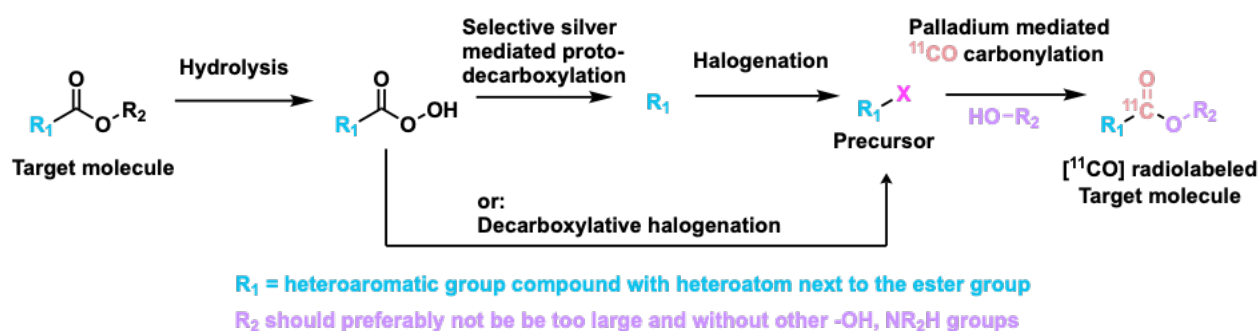 Hydrolysis
Selective silver
mediated proto-
decarboxylation
Halogenation
Palladium mediated
¹¹CO carbonylation
O
R₁
O
R₂
Target molecule
O
R₁
O
OH
R₁
R₁
X
Precursor
HO-R₂
O
¹¹C
R₁
O
R₂
[¹¹CO] radiolabeled
Target molecule
or:
Decarboxylative halogenation
R₁ = heteroaromatic group compound with heteroatom next to the ester group
R₂ should preferably not be be too large and without other -OH, NR₂H groups